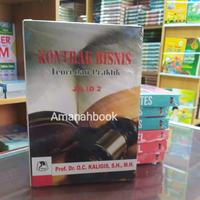 KONTRAK BISNIS
Teori dan Praktik
JILID 2
Amanahbook
Prof. Dr. O.C. KALIGIS, S.H., M.H.